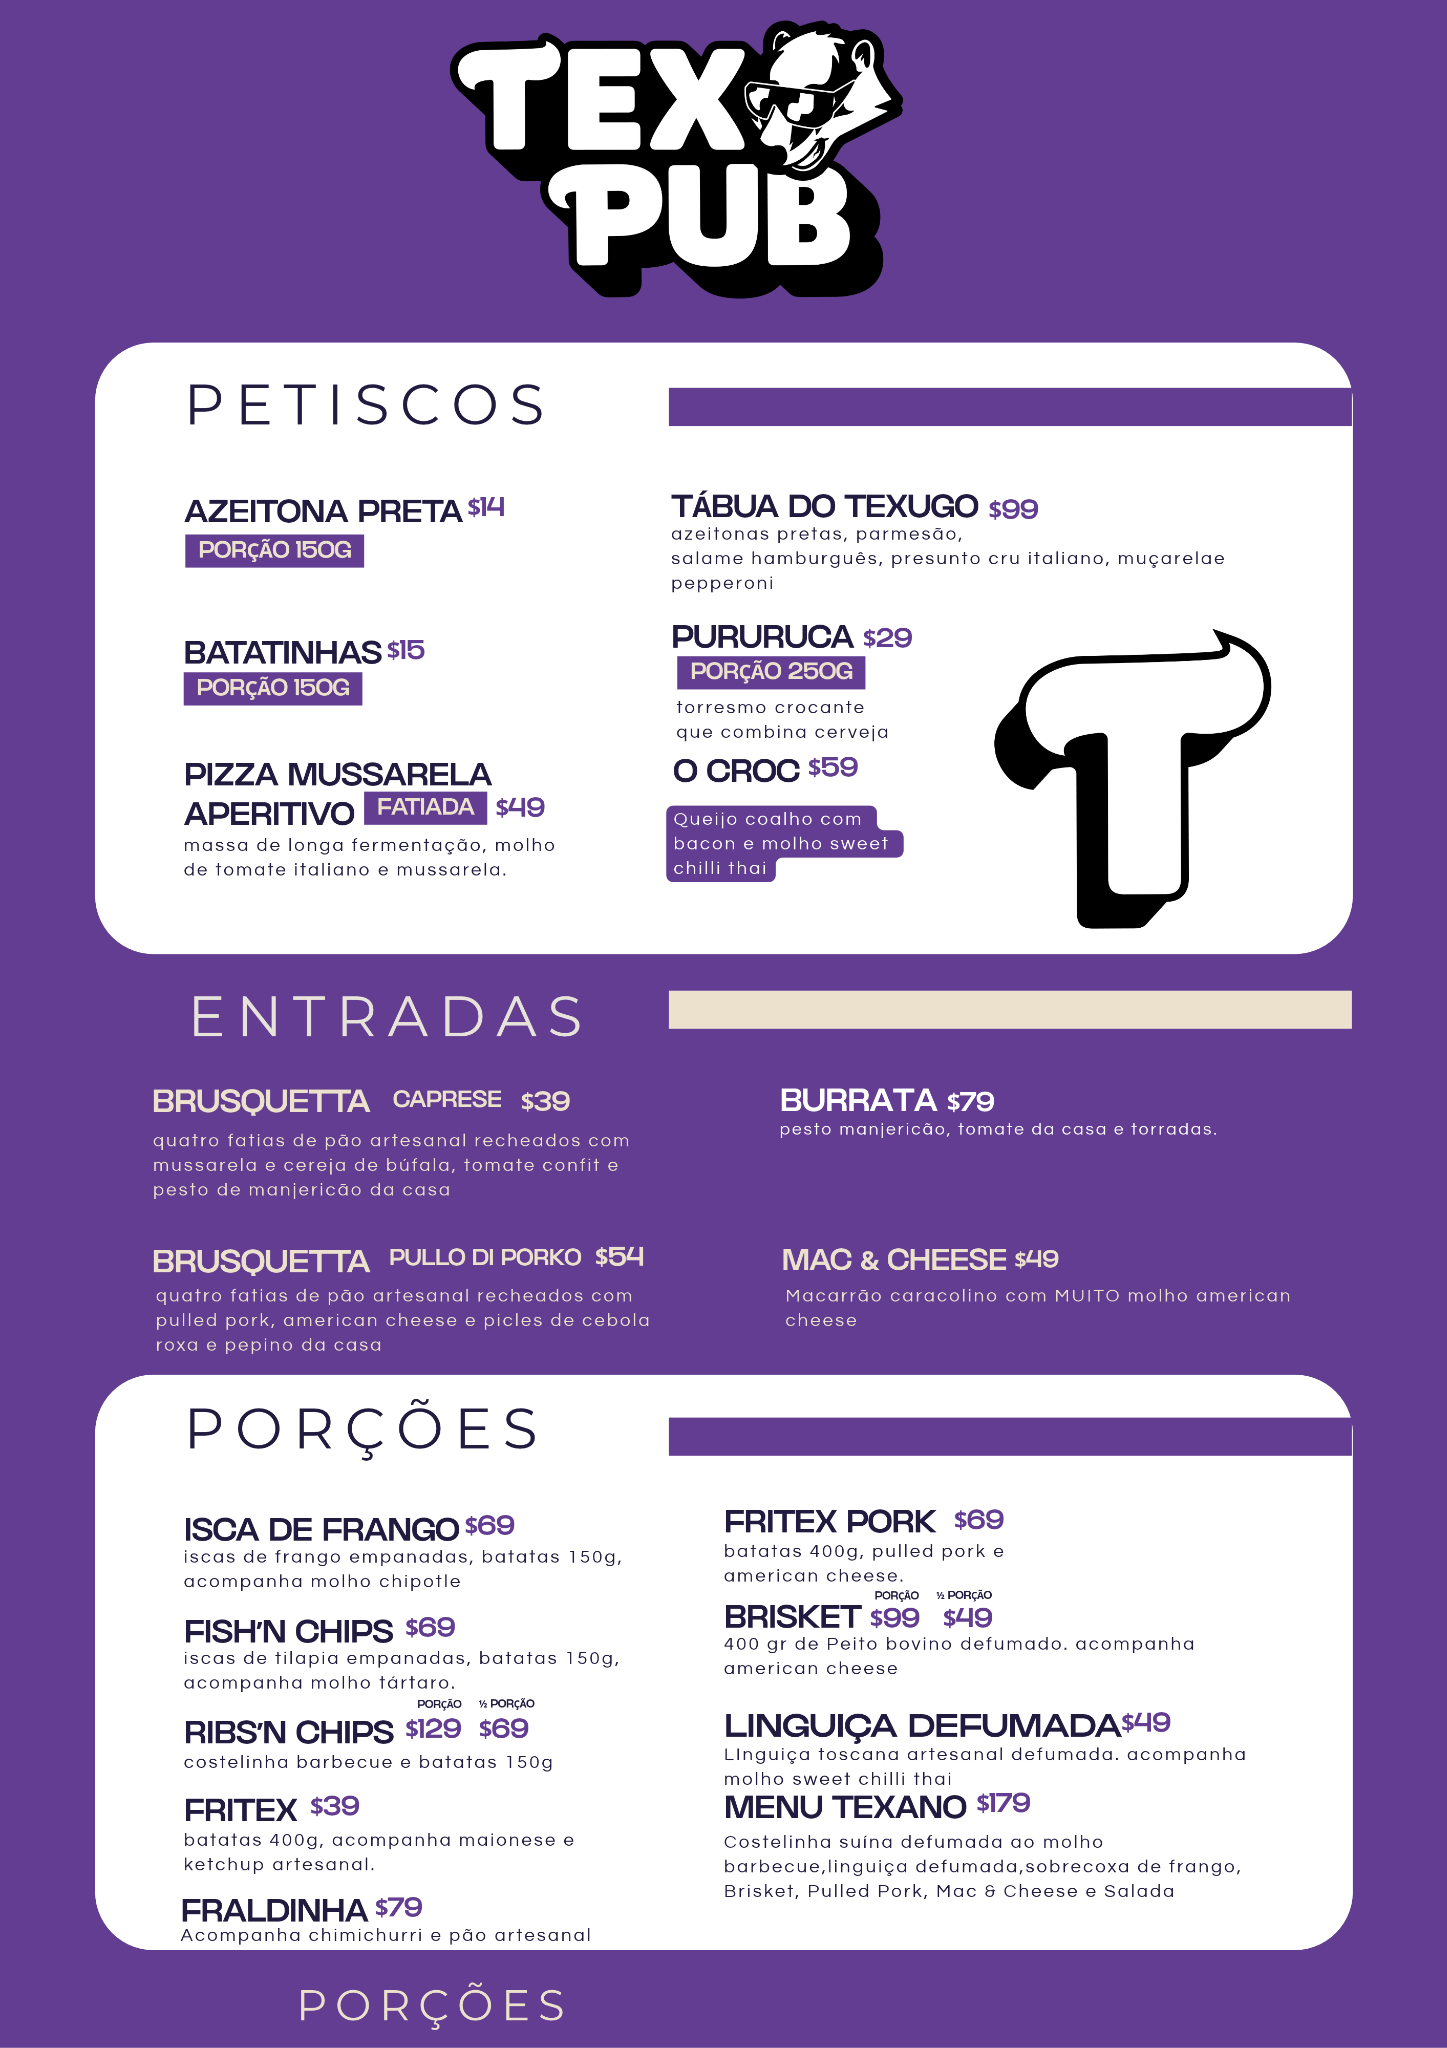 TEX
PUB
PETISCOS
AZEITONA PRETA $14
PORÇÃO 150G
BATATINHAS $15
PORÇÃO 150G
PIZZA MUSSARELA
APERITIVO FATIADA $49
massa de longa fermentação, molho
de tomate italiano e mussarela.
TÁBUA DO TEXUGO $99
azeitonas pretas, parmesão,
salame hamburguês, presunto cru italiano, muçarelae
pepperoni
PURURUCA $29
PORÇÃO 250G
torresmo crocante
que combina cerveja
O CROC $59
Queijo coalho com
bacon e molho sweet
chilli thai
T
ENTRADAS
BRUSQUETTA CAPRESE $39
quatro fatias de pão artesanal recheados com
mussarela e cereja de búfala, tomate confit e
pesto de manjericão da casa
BRUSQUETTA PULLO DI PORKO $54
quatro fatias de pão artesanal recheados com
pulled pork, american cheese e picles de cebola
roxa e pepino da casa
BURRATA $79
pesto manjericão, tomate da casa e torradas.
MAC & CHEESE $49
Macarrão caracolino com MUITO molho american
cheese
PORÇÕES
ISCA DE FRANGO $69
iscas de frango empanadas, batatas 150g,
acompanha molho chipotle
FISH'N CHIPS $69
iscas de tilapia empanadas, batatas 150g,
acompanha molho tártaro.
PORÇÃO ½ PORÇÃO
RIBS'N CHIPS $129 $69
costelinha barbecue e batatas 150g
FRITEX $39
batatas 400g, acompanha maionese e
ketchup artesanal.
FRALDINHA $79
Acompanha chimichurri e pão artesanal
FRITEX PORK $69
batatas 400g, pulled pork e
american cheese.
PORÇÃO ½ PORÇÃO
BRISKET $99 $49
400 gr de Peito bovino defumado. acompanha
american cheese
LINGUIÇA DEFUMADA $49
LInguiça toscana artesanal defumada. acompanha
molho sweet chilli thai
MENU TEXANO $179
Costelinha suína defumada ao molho
barbecue,linguiça defumada,sobrecoxa de frango,
Brisket, Pulled Pork, Mac & Cheese e Salada
PORÇÕES